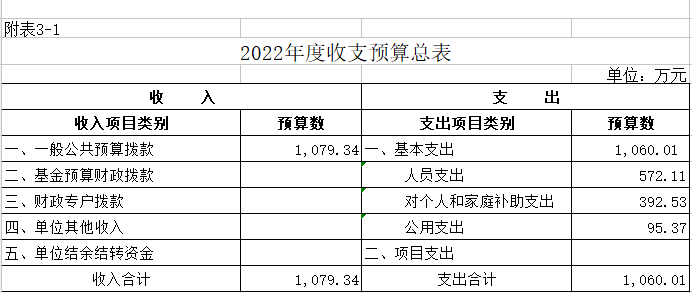 附表3-1
2022年度收支预算总表
单位：万元
收 入 支 出
收入项目类别 预算数 支出项目类别 预算数
一、一般公共预算拨款 1,079.34 一、基本支出 1,060.01
二、基金预算财政拨款 人员支出 572.11
三、财政专户拨款 对个人和家庭补助支出 392.53
四、单位其他收入 公用支出 95.37
五、单位结余结转资金 二、项目支出
收入合计 1,079.34 支出合计 1,060.01